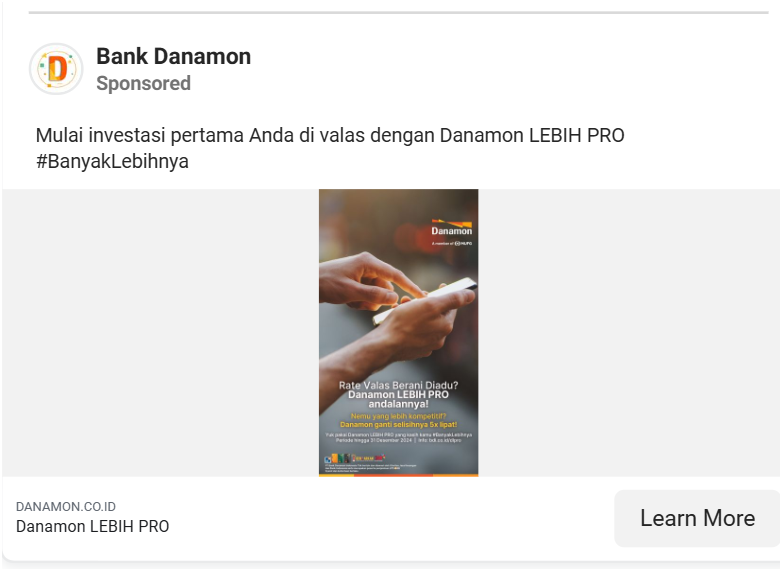 Bank Danamon
Sponsored
Mulai investasi pertama Anda di valas dengan Danamon LEBIH PRO
#BanyakLebihnya
Danamon
A member of MUFG
Rate Valas Berani Diadu?
Danamon LEBIH PRO
andalannya!
Nemu yang lebih kompetitif?
Danamon ganti selisihnya 5x lipat!
Yuk pakai Danamon LEBIH PRO yang kasih kamu #BanyakLebihnya
Periode hingga 31 Desember 2024 |
DANAMON.CO.ID
Danamon LEBIH PRO
Learn More